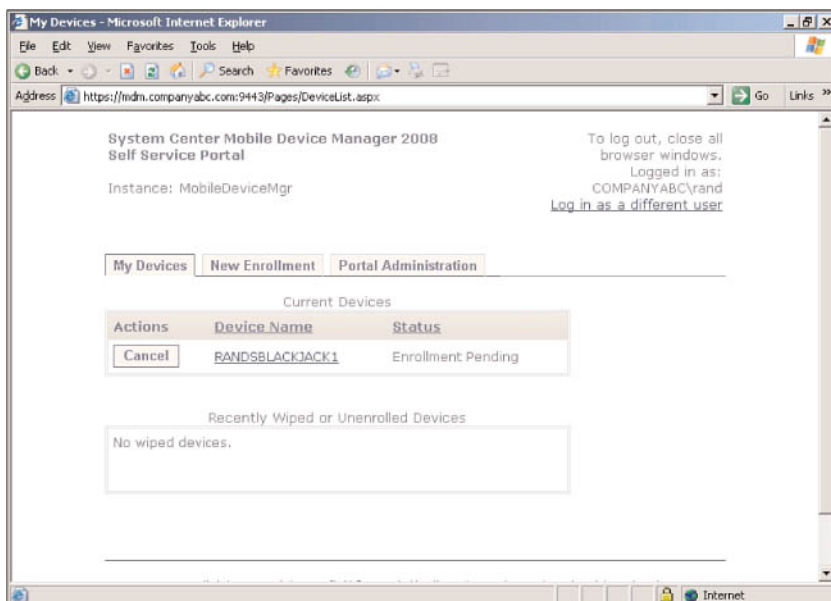 My Devices - Microsoft Internet Explorer
File Edit View Favorites Tools Help
Back Search Favorites
Address https://mdm.companyabc.com:9443/Pages/DeviceList.aspx Go Links »
System Center Mobile Device Manager 2008
Self Service Portal
Instance: MobileDeviceMgr
To log out, close all
browser windows.
Logged in as:
COMPANYABC\rand
Log in as a different user
My Devices New Enrollment Portal Administration
Current Devices
Actions Device Name Status
Cancel RANDSBLACKJACK1 Enrollment Pending
Recently Wiped or Unenrolled Devices
No wiped devices.
Internet